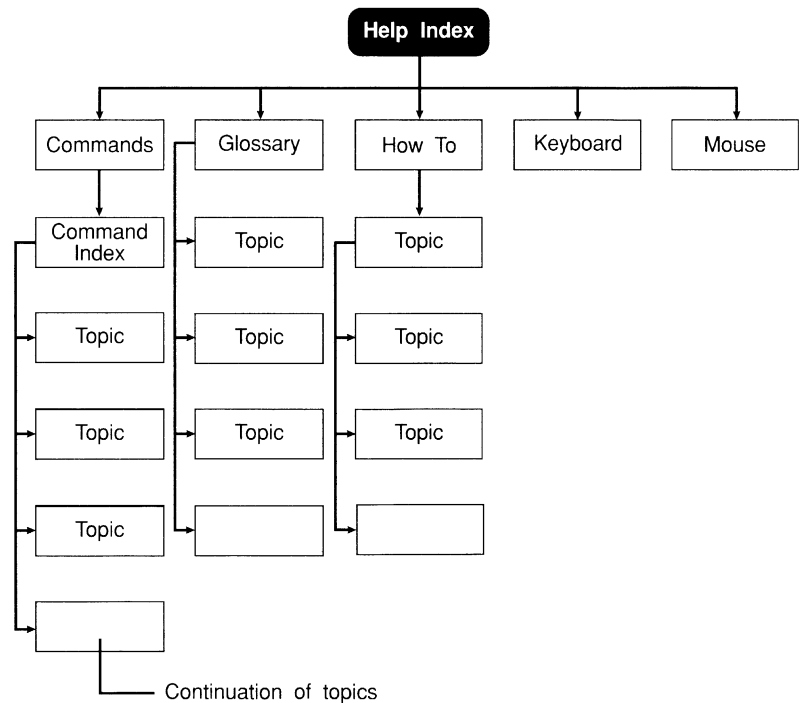 Help Index
Commands
Glossary
How To
Keyboard
Mouse
Command
Index
Topic
Topic
Topic
Topic
Topic
Topic
Topic
Topic
Topic
Continuation of topics